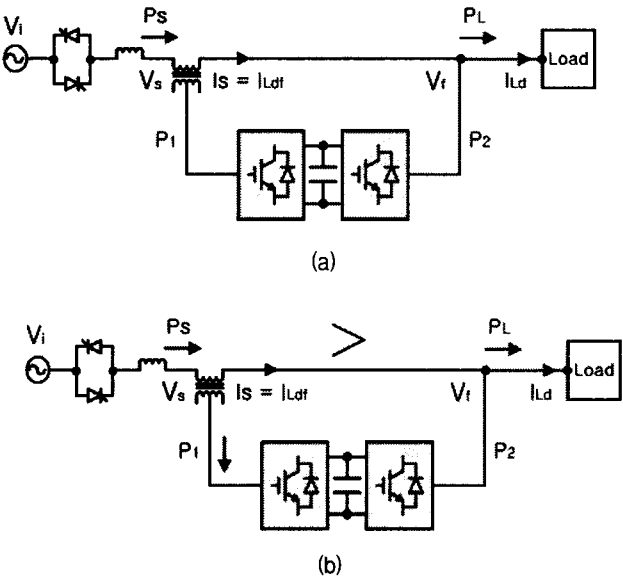 Vi
Ps
PL
Vs
Is = ILdf
Vf
ILd
Load
P1
P2
(a)
Vi
Ps
>
PL
Vs
Is = ILdf
Vf
ILd
Load
P1
P2
(b)